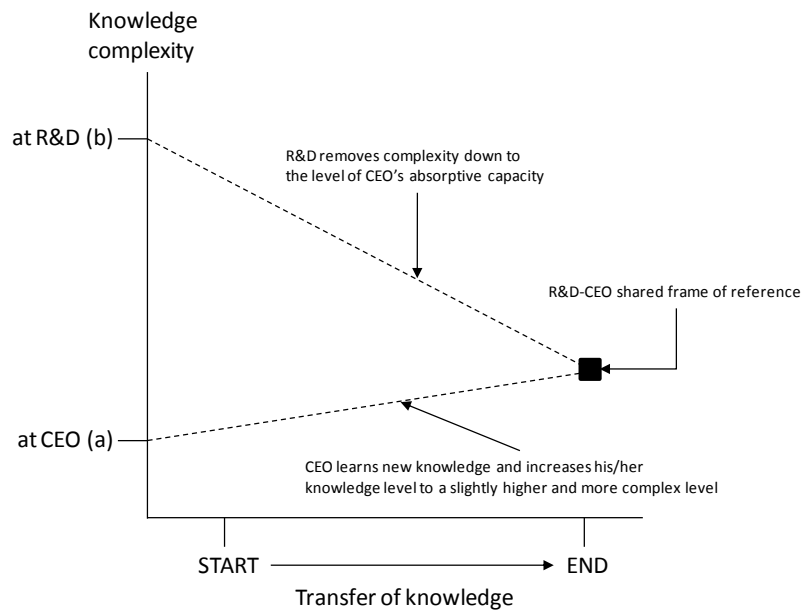 Knowledge
complexity
at R&D (b)
R&D removes complexity down to
the level of CEO’s absorptive capacity
R&D-CEO shared frame of reference
at CEO (a)
CEO learns new knowledge and increases his/her
knowledge level to a slightly higher and more complex level
START
END
Transfer of knowledge